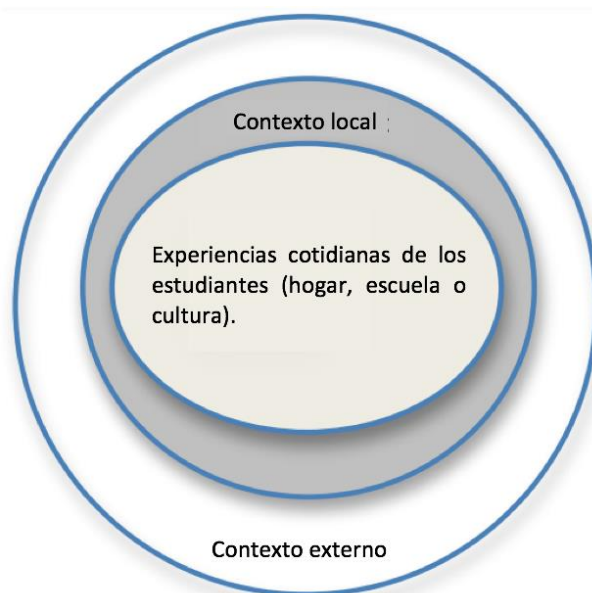 Contexto local :
Experiencias cotidianas de los
estudiantes (hogar, escuela o
cultura).
Contexto externo